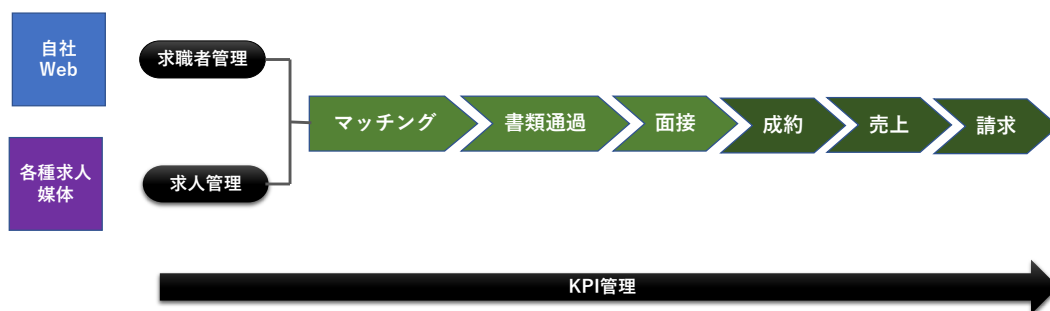 自社
Web
求職者管理
マッチング
書類通過
面接
成約
売上
請求
各種求人
媒体
求人管理
KPI管理